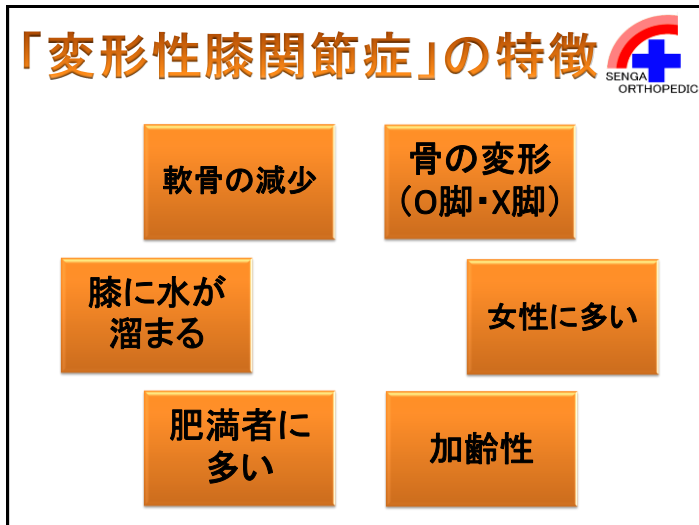 「変形性膝関節症」の特徴
SENGA
ORTHOPEDIC
軟骨の減少
骨の変形
（O脚・X脚）
膝に水が
溜まる
女性に多い
肥満者に
多い
加齢性